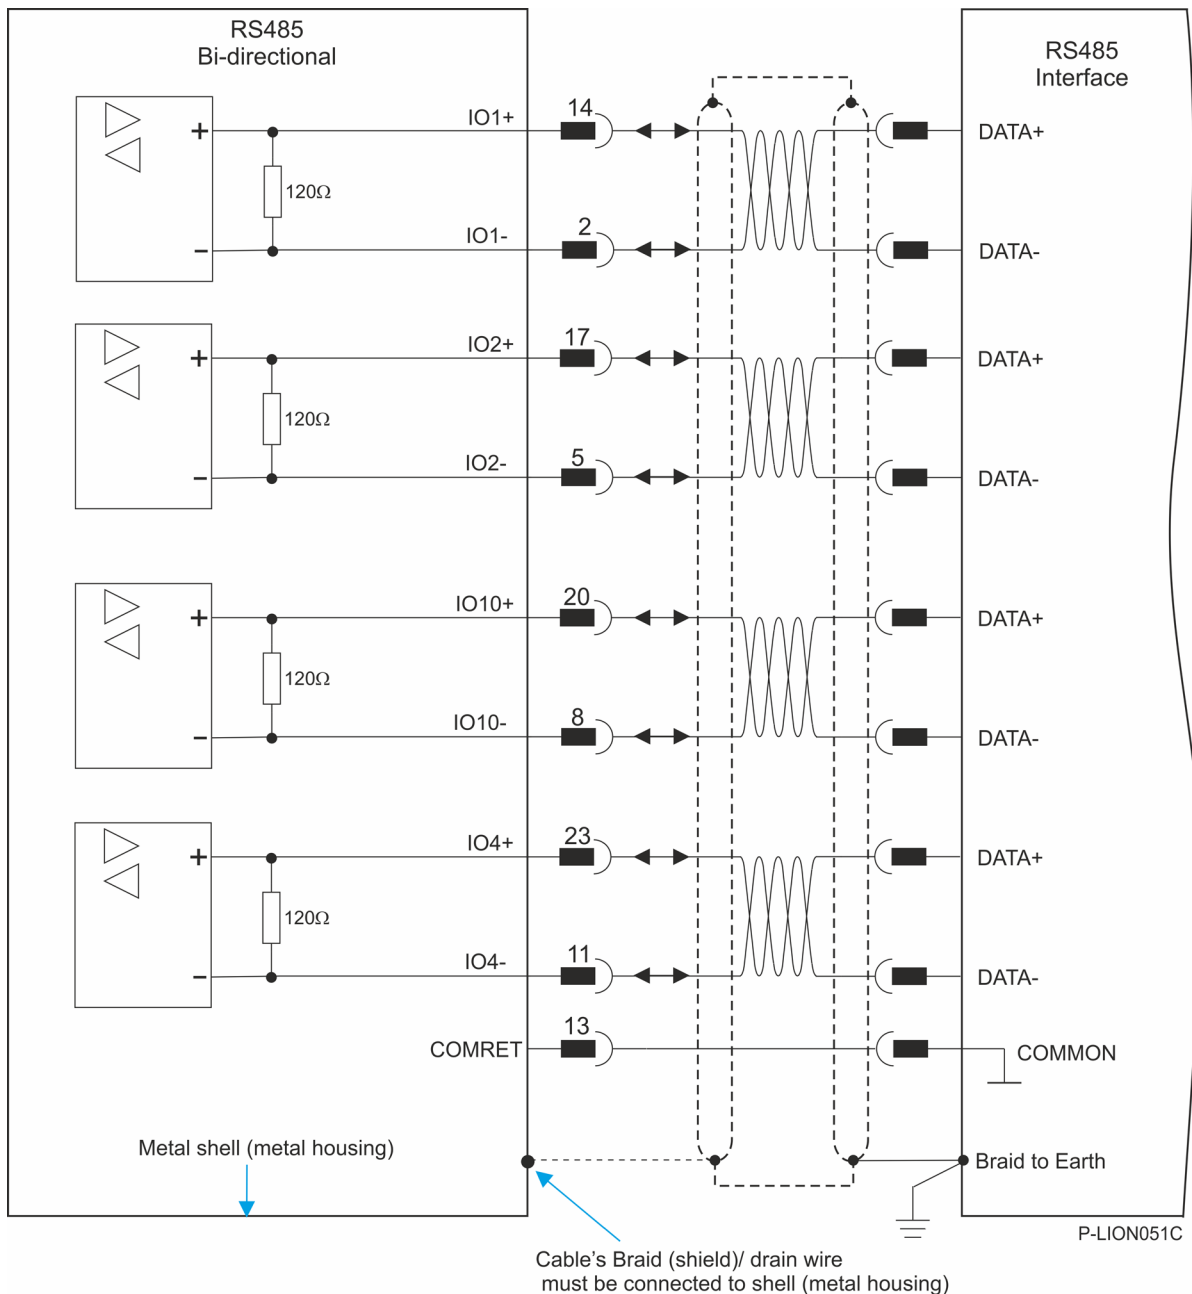 RS485
Bi-directional
RS485
Interface
IO1+
14
DATA+
+
120Ω
IO1-
2
DATA-
−
IO2+
17
DATA+
+
120Ω
IO2-
5
DATA-
−
IO10+
20
DATA+
+
120Ω
IO10-
8
DATA-
−
IO4+
23
DATA+
+
120Ω
IO4-
11
DATA-
−
COMRET
13
COMMON
Metal shell (metal housing)
Braid to Earth
P-LION051C
Cable's Braid (shield)/ drain wire
must be connected to shell (metal housing)